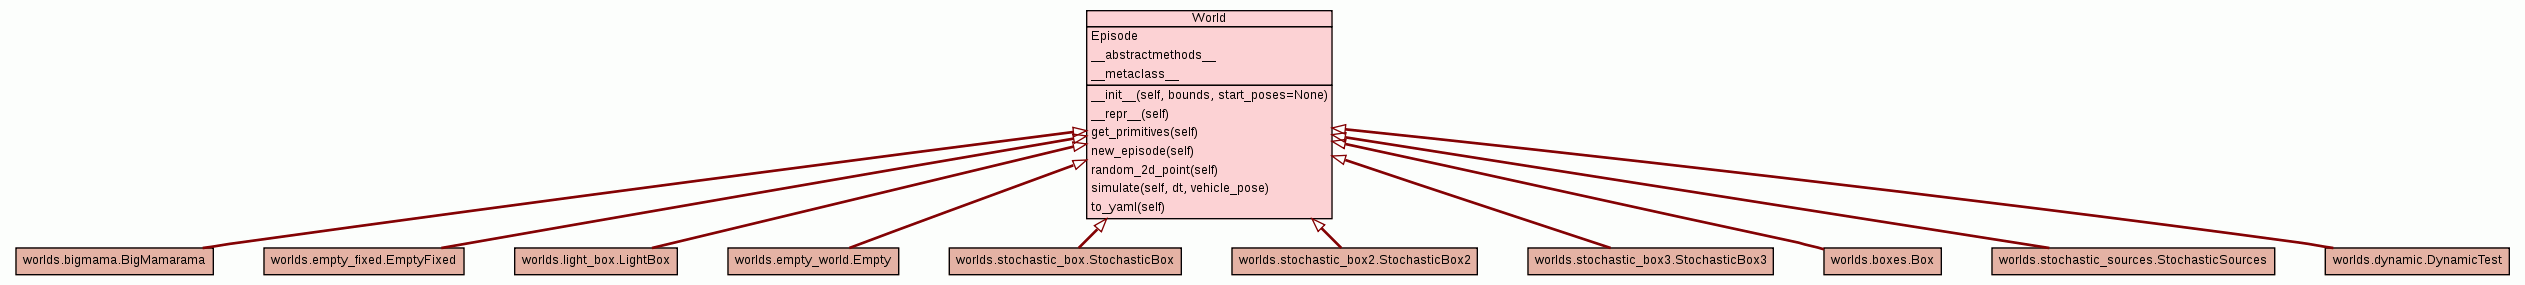 World
Episode
__abstractmethods__
__metaclass__
__init__(self, bounds, start_poses=None)
__repr__(self)
get_primitives(self)
new_episode(self)
random_2d_point(self)
simulate(self, dt, vehicle_pose)
to_yaml(self)
worlds.bigmama.BigMamarama
worlds.empty_fixed.EmptyFixed
worlds.light_box.LightBox
worlds.empty_world.Empty
worlds.stochastic_box.StochasticBox
worlds.stochastic_box2.StochasticBox2
worlds.stochastic_box3.StochasticBox3
worlds.boxes.Box
worlds.stochastic_sources.StochasticSources
worlds.dynamic.DynamicTest